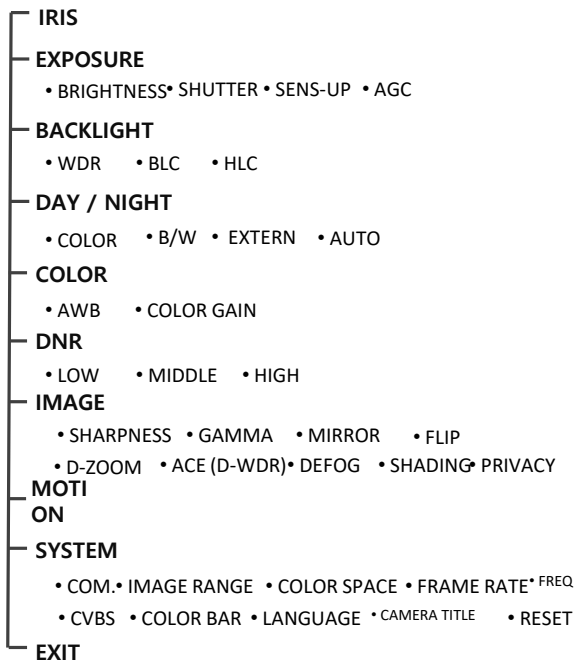 IRIS
EXPOSURE
• BRIGHTNESS • SHUTTER • SENS-UP • AGC
BACKLIGHT
• WDR • BLC • HLC
DAY / NIGHT
• COLOR • B/W • EXTERN • AUTO
COLOR
• AWB • COLOR GAIN
DNR
• LOW • MIDDLE • HIGH
IMAGE
• SHARPNESS • GAMMA • MIRROR • FLIP
• D-ZOOM • ACE (D-WDR) • DEFOG • SHADING • PRIVACY
MOTI
ON
SYSTEM
• COM. • IMAGE RANGE • COLOR SPACE • FRAME RATE • FREQ
• CVBS • COLOR BAR • LANGUAGE • CAMERA TITLE • RESET
EXIT